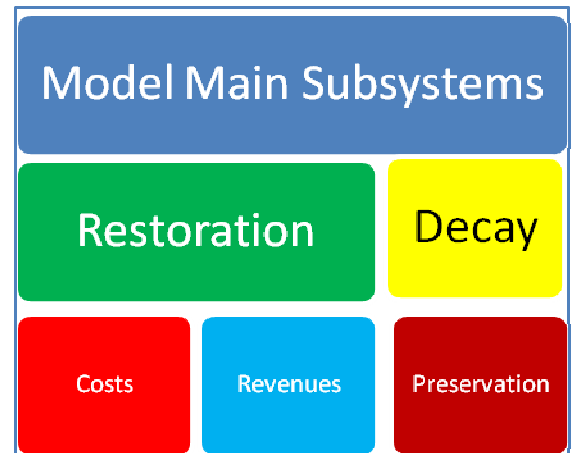 Model Main Subsystems
Restoration
Decay
Costs
Revenues
Preservation